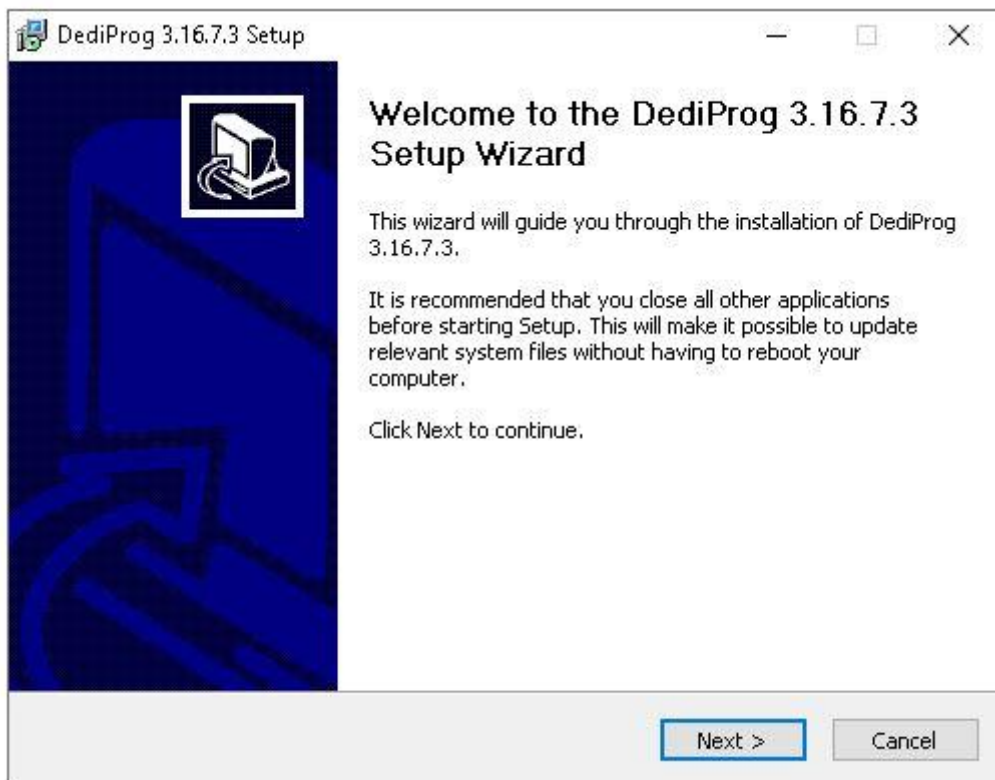 DediProg 3.16.7.3 Setup
Welcome to the DediProg 3.16.7.3
Setup Wizard
This wizard will guide you through the installation of DediProg
3.16.7.3.
It is recommended that you close all other applications
before starting Setup. This will make it possible to update
relevant system files without having to reboot your
computer.
Click Next to continue.
Next >
Cancel